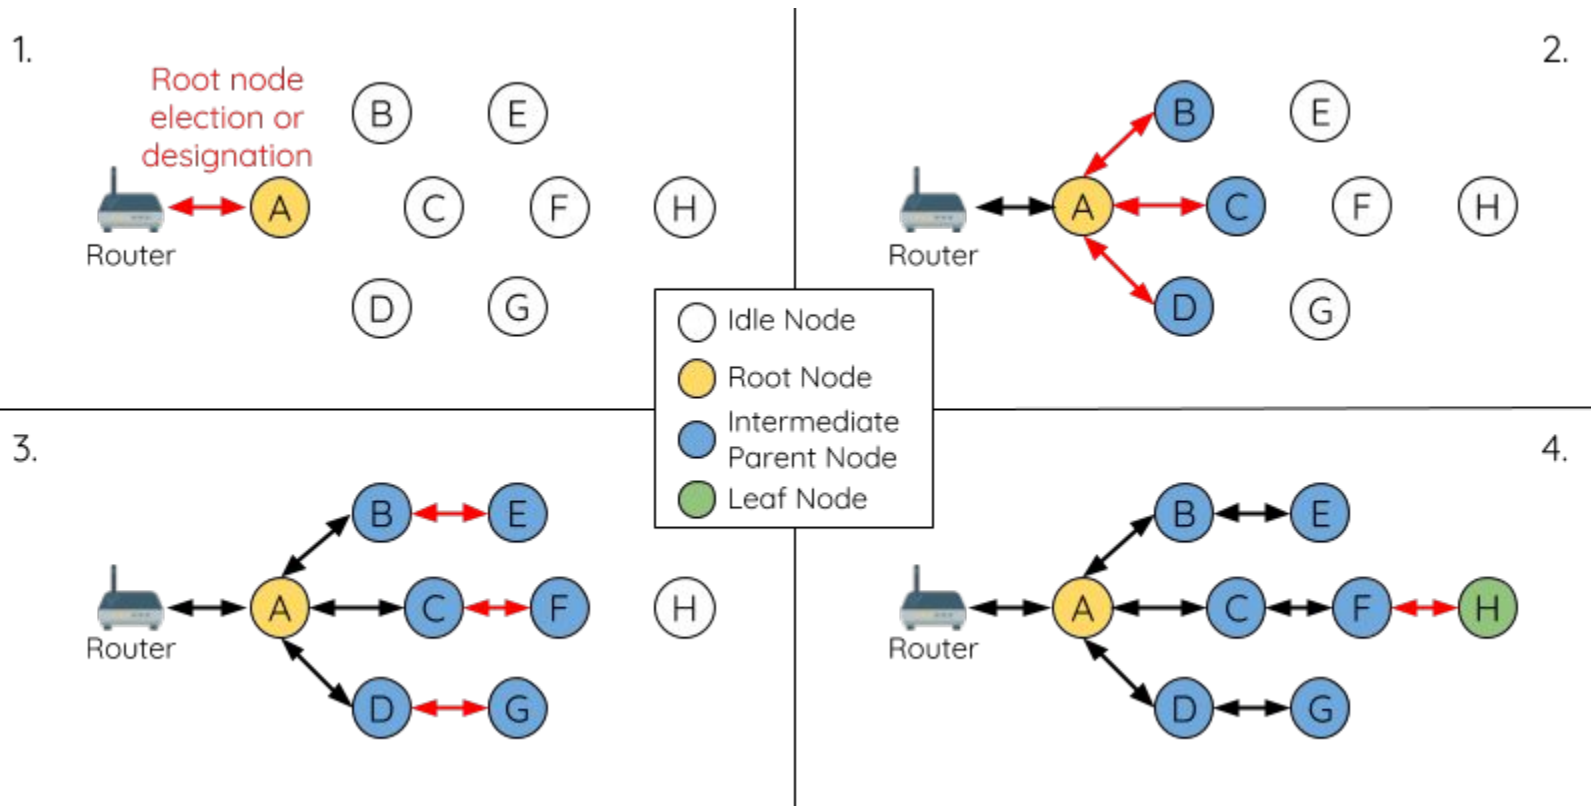 1.
Root node
election or
designation
B
E
A
C
F
H
Router
D
G
2.
B
E
A
C
F
H
Router
D
G
Idle Node
Root Node
Intermediate
Parent Node
Leaf Node
3.
B
E
A
C
F
H
Router
D
G
4.
B
E
A
C
F
H
Router
D
G